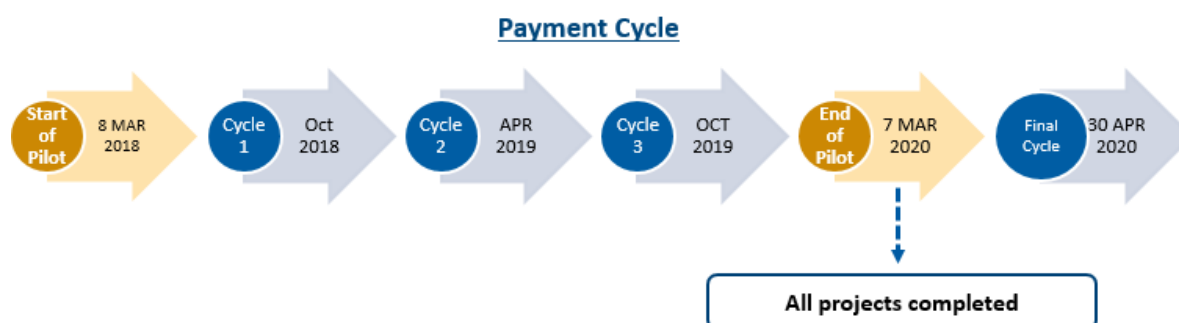 Payment Cycle
Start
of
Pilot
8 MAR
2018
Cycle
1
Oct
2018
Cycle
2
APR
2019
Cycle
3
OCT
2019
End
of
Pilot
7 MAR
2020
Final
Cycle
30 APR
2020
All projects completed